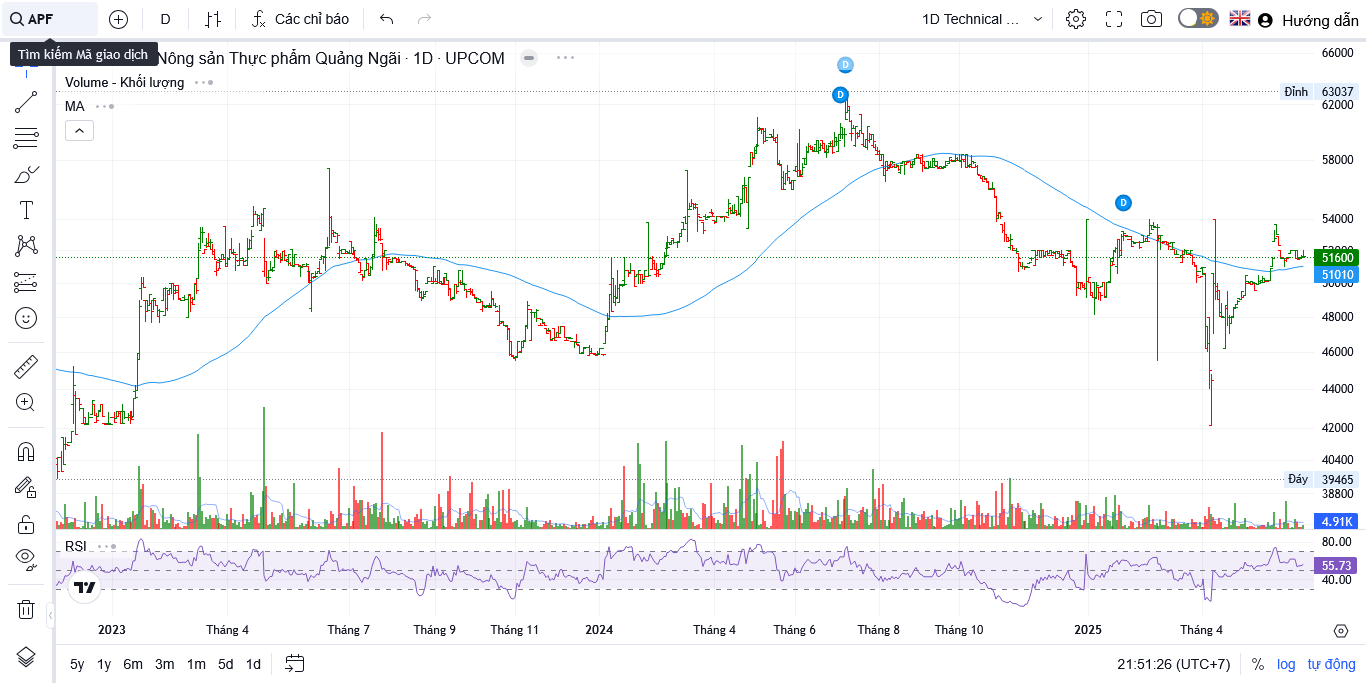 APF
D
Các chỉ báo
1D Technical ...
Hướng dẫn
Tìm kiếm Mã giao dịch
Nông sản Thực phẩm Quảng Ngãi · 1D · UPCOM
Volume - Khối lượng
MA
66000
Đỉnh 63037
62000
58000
54000
51600
51010
50000
48000
46000
44000
42000
40400
Đáy 39465
38800
4.91K
D
D
D
RSI
80.00
55.73
40.00
2023 Tháng 4 Tháng 7 Tháng 9 Tháng 11 2024 Tháng 4 Tháng 6 Tháng 8 Tháng 10 2025 Tháng 4
5y 1y 6m 3m 1m 5d 1d
21:51:26 (UTC+7) % log tự động